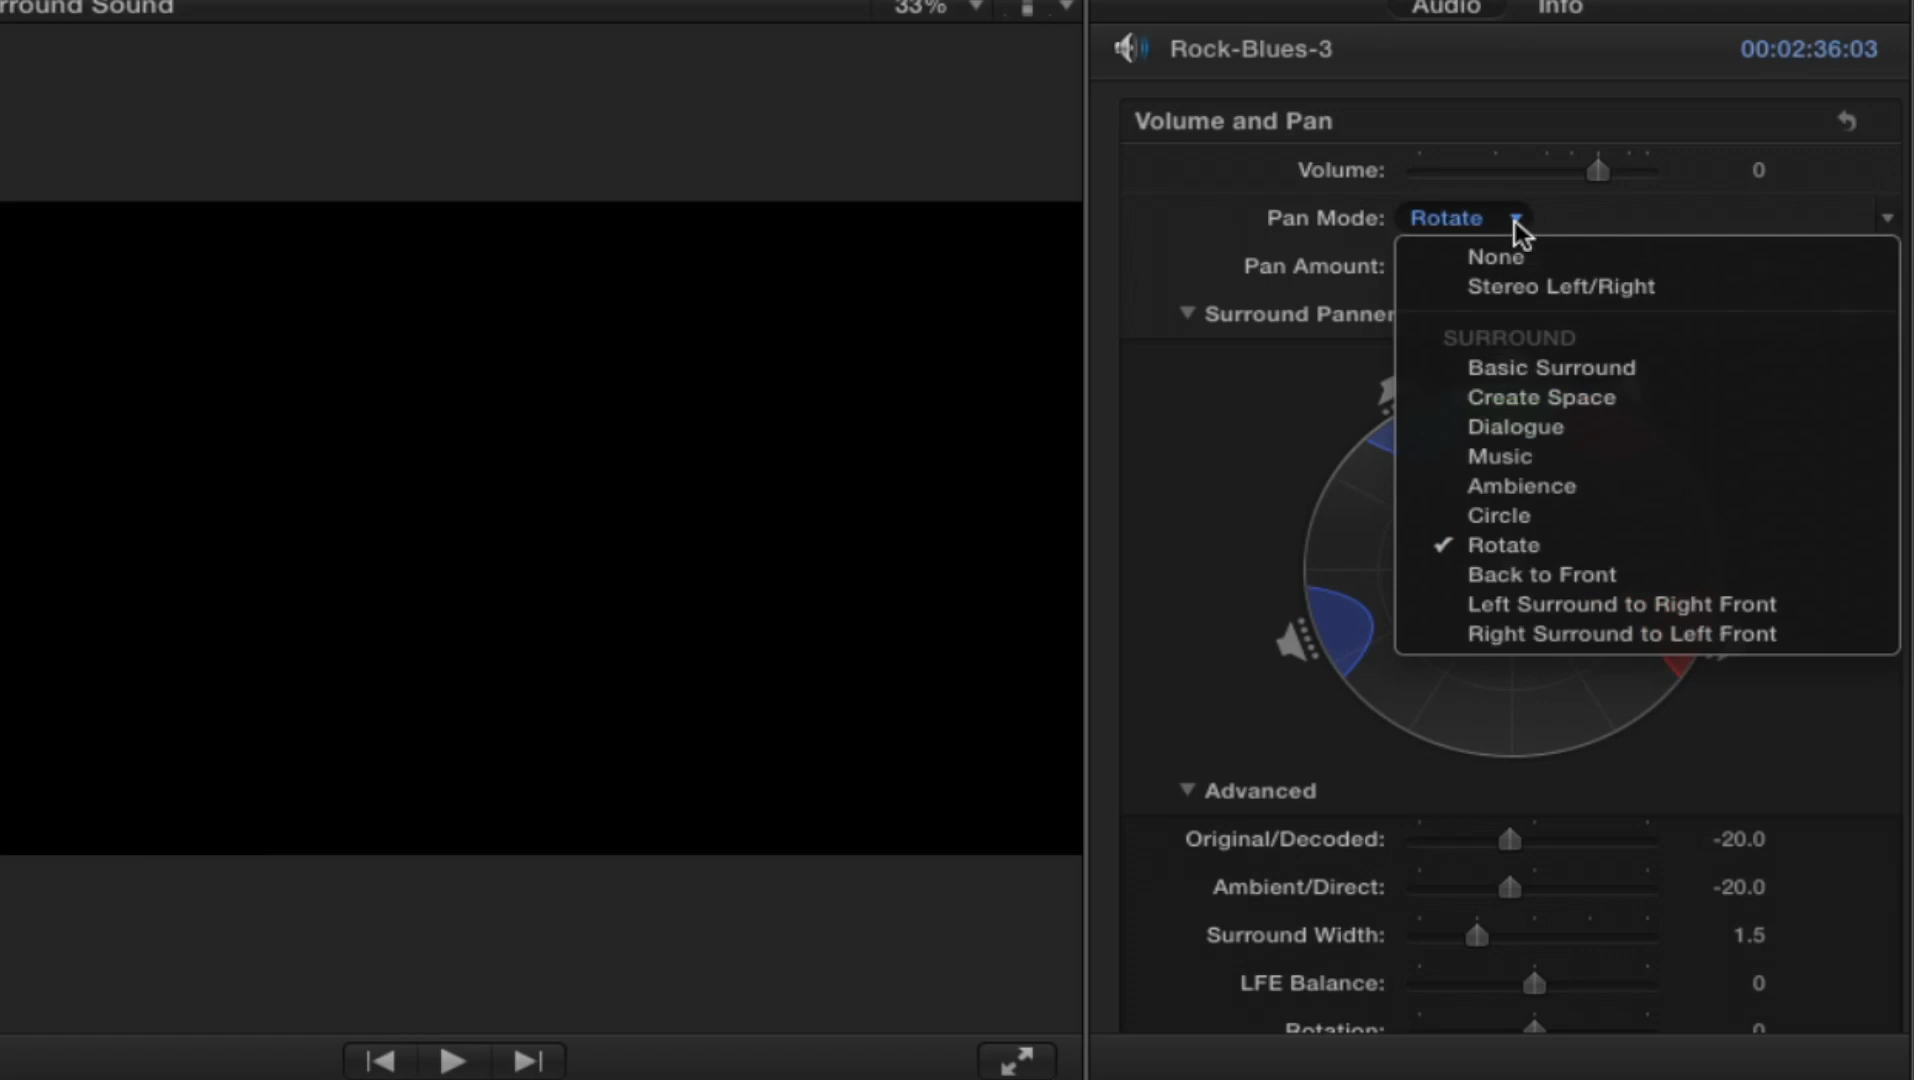 rround Sound
33%
Audio
Info
Rock-Blues-3
00:02:36:03
Volume and Pan
Volume:
0
Pan Mode:
Rotate
Pan Amount:
None
Stereo Left/Right
Surround Panner
SURROUND
Basic Surround
Create Space
Dialogue
Music
Ambience
Circle
Rotate
Back to Front
Left Surround to Right Front
Right Surround to Left Front
Advanced
Original/Decoded:
-20.0
Ambient/Direct:
-20.0
Surround Width:
1.5
LFE Balance:
0
Rotation:
0